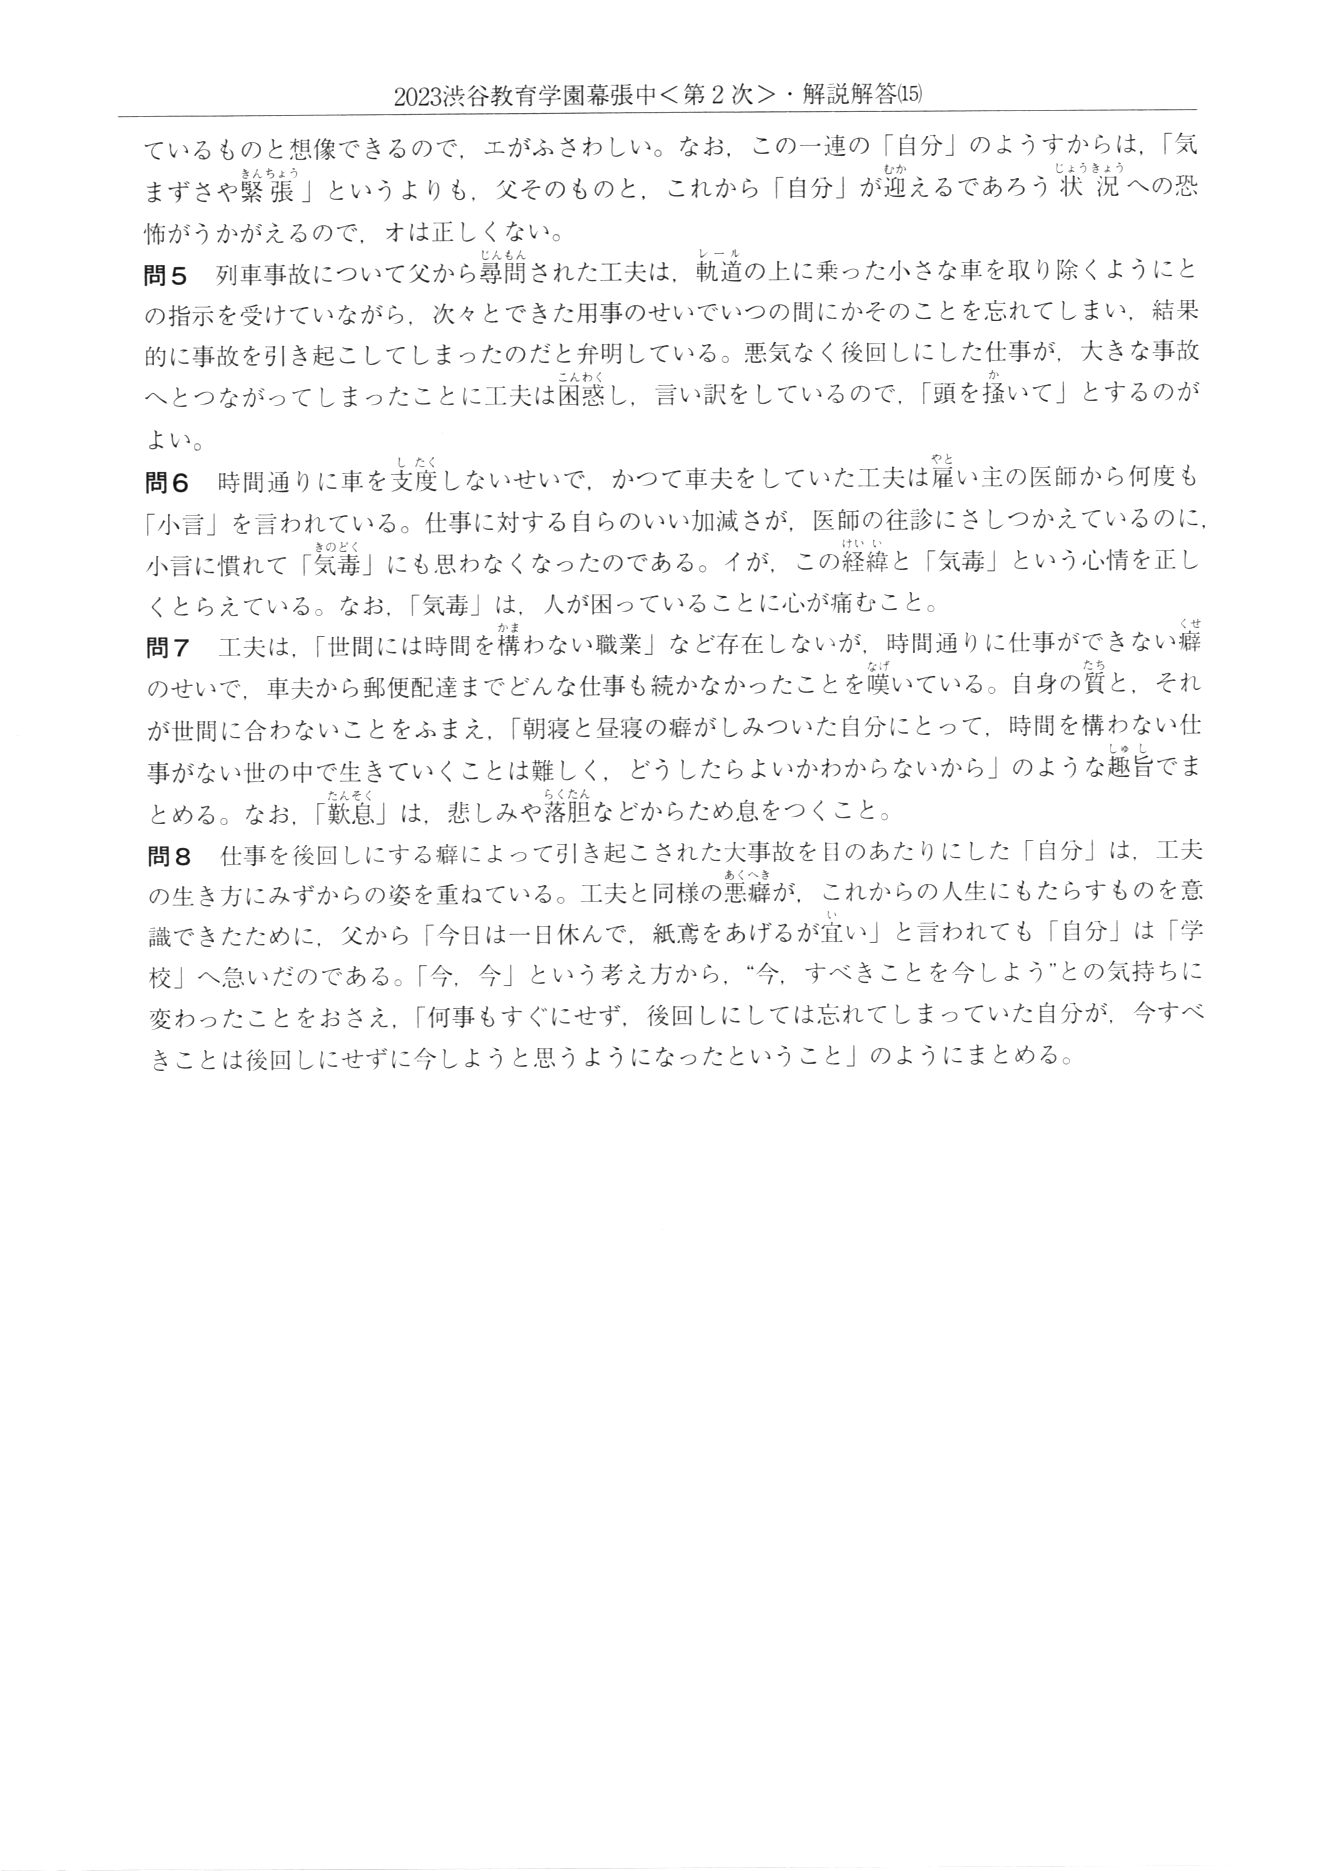 2023渋谷教育学園幕張中＜第２次＞・解説解答⒂
ているものと想像できるので，エがふさわしい。なお，この一連の「自分」のようすからは，「気
まずさや緊張」というよりも，父そのものと，これから「自分」が迎えるであろう状況への恐
怖がうかがえるので，オは正しくない。
問5　列車事故について父から尋問された工夫は，軌道の上に乗った小さな車を取り除くようにと
の指示を受けていながら，次々とできた用事のせいでいつの間にかそのことを忘れてしまい，結果
的に事故を引き起こしてしまったのだと弁明している。悪気なく後回しにした仕事が，大きな事故
へとつながってしまったことに工夫は困惑し，言い訳をしているので，「頭を掻いて」とするのが
よい。
問6　時間通りに車を支度しないせいで，かつて車夫をしていた工夫は雇い主の医師から何度も
「小言」を言われている。仕事に対する自らのいい加減さが，医師の往診にさしつかえているのに，
小言に慣れて「気毒」にも思わなくなったのである。イが，この経緯と「気毒」という心情を正し
くとらえている。なお，「気毒」は，人が困っていることに心が痛むこと。
問7　工夫は，「世間には時間を構わない職業」など存在しないが，時間通りに仕事ができない癖
のせいで，車夫から郵便配達までどんな仕事も続かなかったことを嘆いている。自身の質と，それ
が世間に合わないことをふまえ，「朝寝と昼寝の癖がしみついた自分にとって，時間を構わない仕
事がない世の中で生きていくことは難しく，どうしたらよいかわからないから」のような趣旨でま
とめる。なお，「歎息」は，悲しみや落胆などからため息をつくこと。
問8　仕事を後回しにする癖によって引き起こされた大事故を目のあたりにした「自分」は，工夫
の生き方にみずからの姿を重ねている。工夫と同様の悪癖が，これからの人生にもたらすものを意
識できたために，父から「今日は一日休んで，紙鳶をあげるが宜い」と言われても「自分」は「学
校」へ急いだのである。「今，今」という考え方から，“今，すべきことを今しよう”との気持ちに
変わったことをおさえ，「何事もすぐにせず，後回しにしては忘れてしまっていた自分が，今すべ
きことは後回しにせずに今しようと思うようになったということ」のようにまとめる。